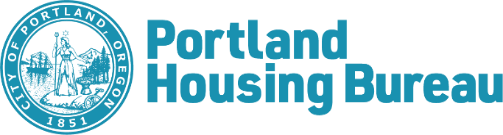 CITY OF PORTLAND, OREGON
1851
Portland
Housing Bureau